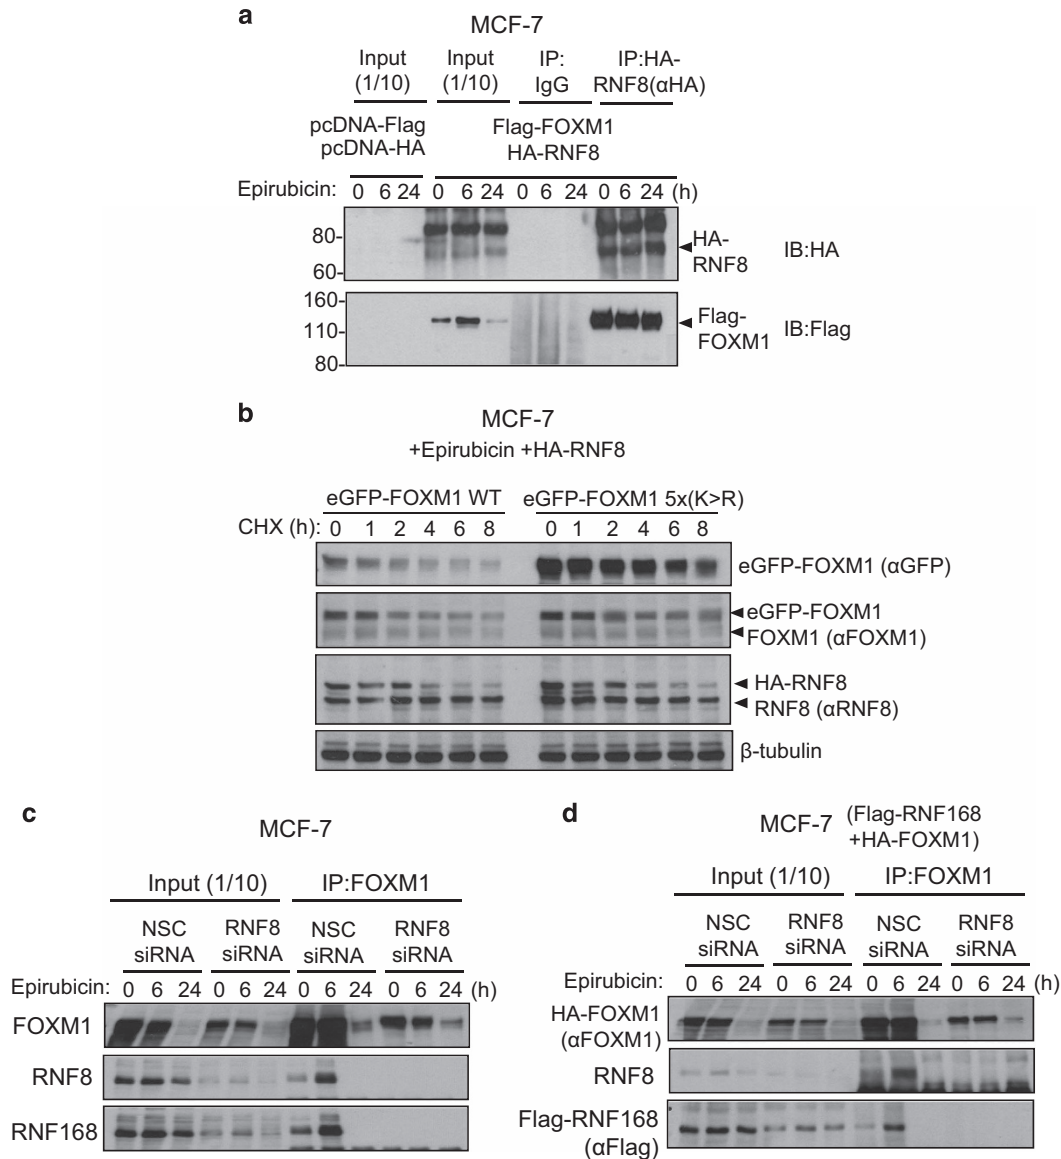 a
MCF-7
Input Input IP: IP:HA-
(1/10) (1/10) IgG RNF8(αHA)
pcDNA-Flag Flag-FOXM1
pcDNA-HA HA-RNF8
Epirubicin: 0 6 24 0 6 24 0 6 24 0 6 24 (h)
80-
60-
HA-
RNF8
IB:HA
160-
110-
80-
Flag-
FOXM1
IB:Flag
b
MCF-7
+Epirubicin +HA-RNF8
eGFP-FOXM1 WT eGFP-FOXM1 5x(K>R)
CHX (h): 0 1 2 4 6 8 0 1 2 4 6 8
eGFP-FOXM1 (αGFP)
eGFP-FOXM1
FOXM1 (αFOXM1)
HA-RNF8
RNF8 (αRNF8)
β-tubulin
c
MCF-7
Input (1/10) IP:FOXM1
NSC RNF8 NSC RNF8
siRNA siRNA siRNA siRNA
Epirubicin: 0 6 24 0 6 24 0 6 24 0 6 24 (h)
FOXM1
RNF8
RNF168
d
MCF-7 (Flag-RNF168
+HA-FOXM1)
Input (1/10) IP:FOXM1
NSC RNF8 NSC RNF8
siRNA siRNA siRNA siRNA
Epirubicin: 0 6 24 0 6 24 0 6 24 0 6 24 (h)
HA-FOXM1
(αFOXM1)
RNF8
Flag-RNF168
(αFlag)